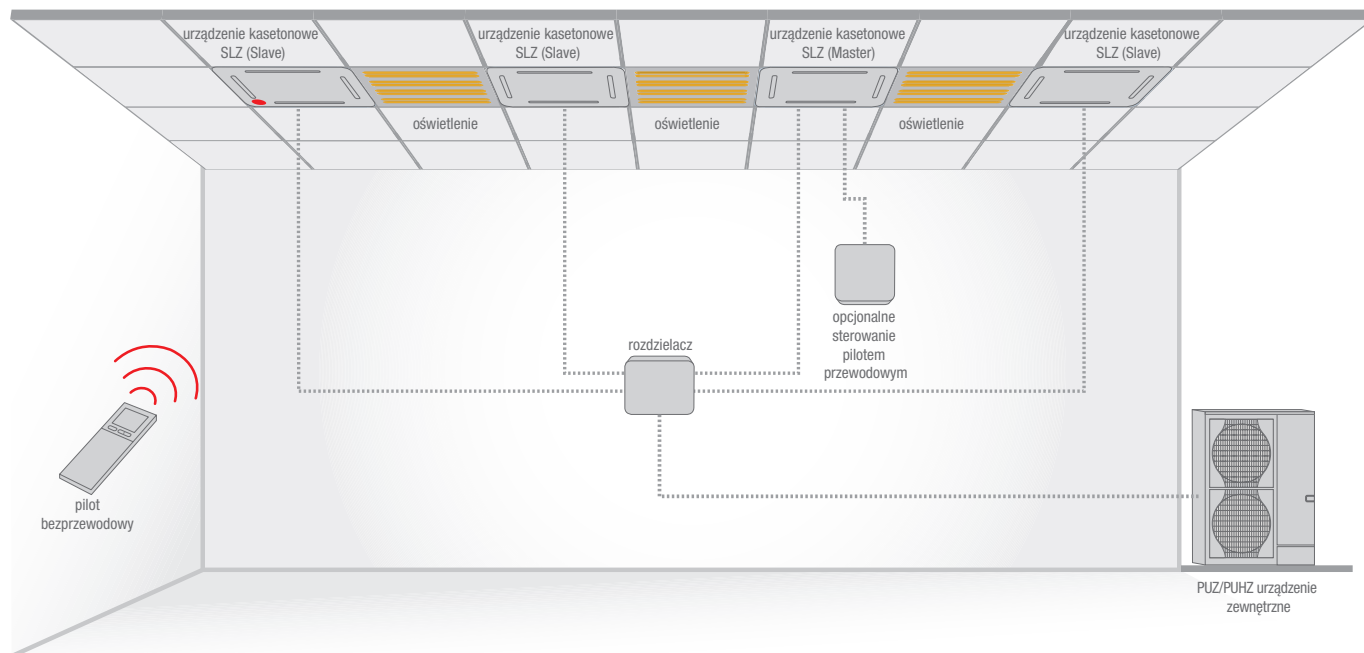 urządzenie kasetonowe
SLZ (Slave)
urządzenie kasetonowe
SLZ (Slave)
urządzenie kasetonowe
SLZ (Master)
urządzenie kasetonowe
SLZ (Slave)
oświetlenie
oświetlenie
oświetlenie
opcjonalne
sterowanie
pilotem
przewodowym
rozdzielacz
pilot
bezprzewodowy
PUZ/PUHZ urządzenie
zewnętrzne